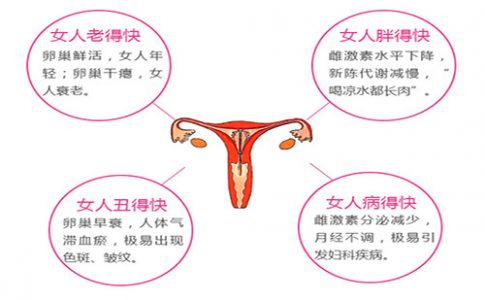 女人老得快
卵巢鲜活，女人年
轻；卵巢干瘪，女
人衰老。
女人胖得快
雌激素水平下降，
新陈代谢减慢，“
喝凉水都长肉”。
女人丑得快
卵巢早衰，人体气
滞血瘀，极易出现
色斑、皱纹。
女人病得快
雌激素分泌减少，
月经不调，极易引
发妇科疾病。